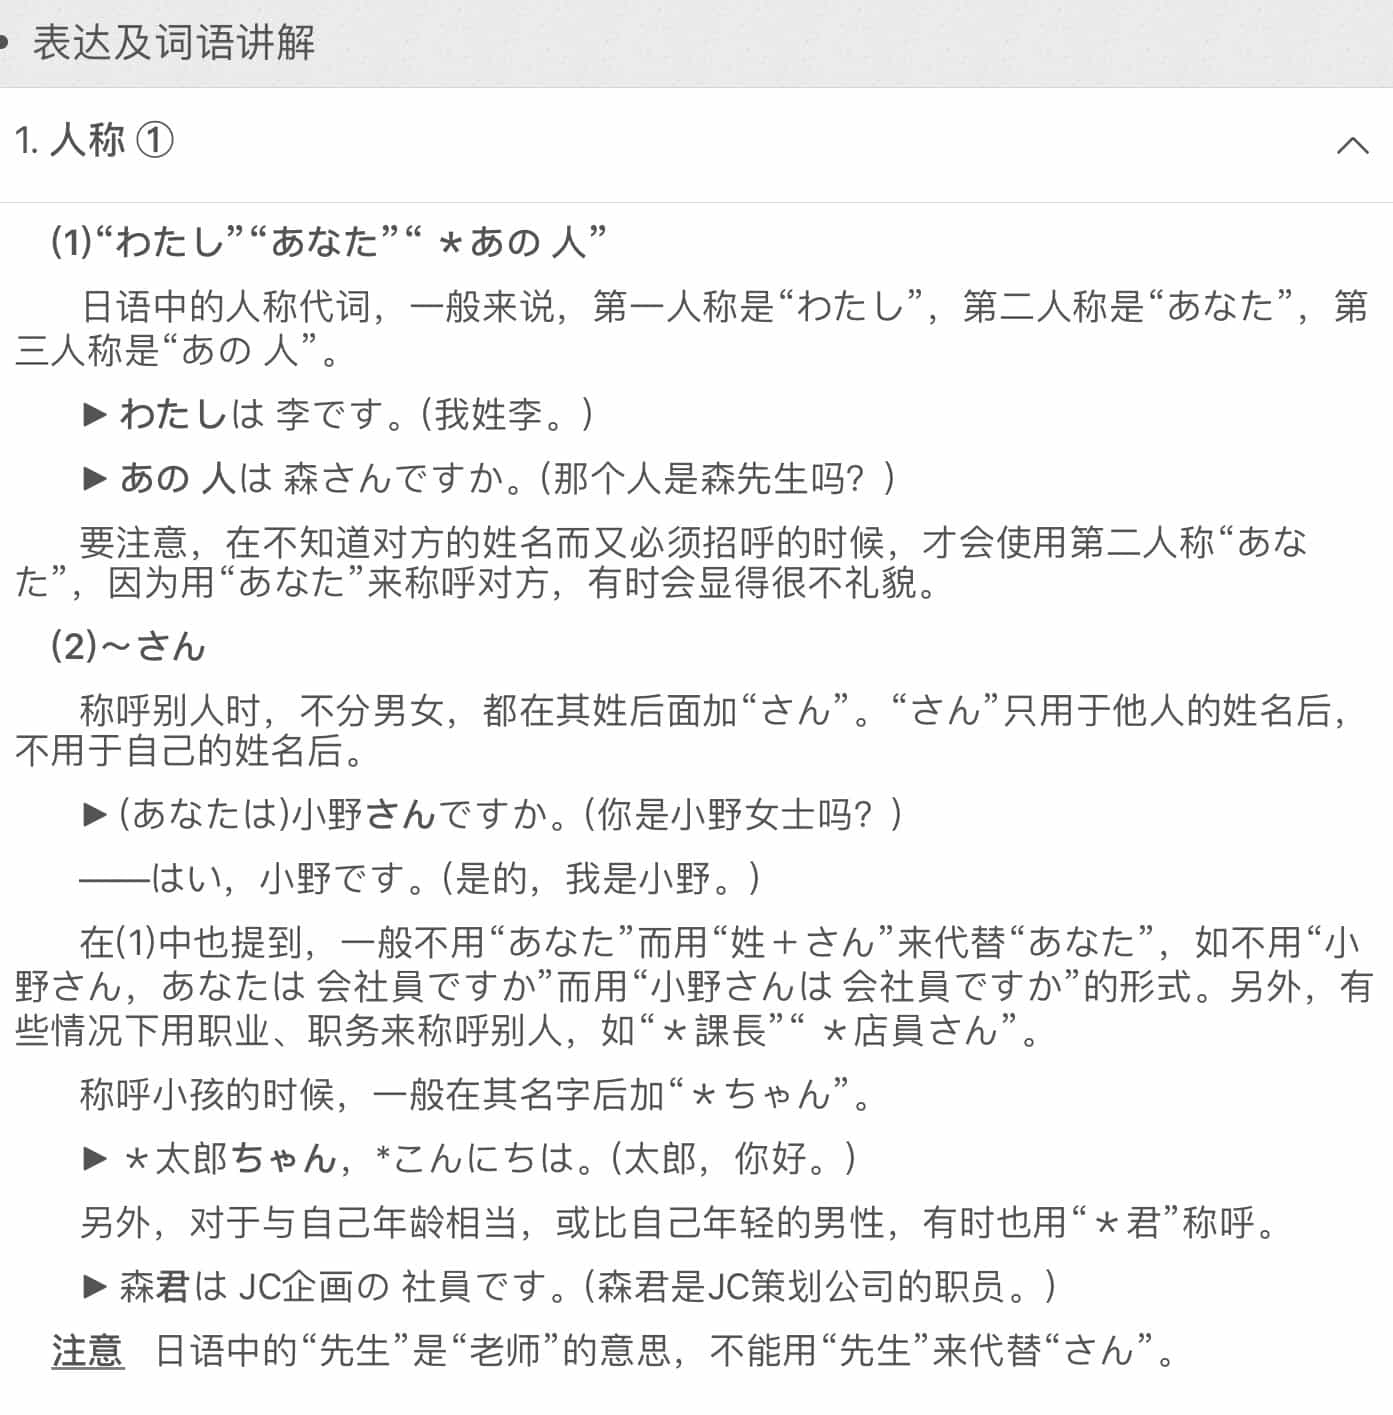 • 表达及词语讲解
1. 人称 ①
(1)“わたし”“あなた”“ ＊あの 人”
日语中的人称代词，一般来说，第一人称是“わたし”，第二人称是“あなた”，第
三人称是“あの 人”。
▶ わたしは 李です。(我姓李。)
▶ あの 人は 森さんですか。(那个人是森先生吗？)
要注意，在不知道对方的姓名而又必须招呼的时候，才会使用第二人称“あな
た”，因为用“あなた”来称呼对方，有时会显得很不礼貌。
(2)～さん
称呼别人时，不分男女，都在其姓后面加“さん”。“さん”只用于他人的姓名后，
不用于自己的姓名后。
▶ (あなたは)小野さんですか。(你是小野女士吗？)
——はい，小野です。(是的，我是小野。)
在(1)中也提到，一般不用“あなた”而用“姓＋さん”来代替“あなた”，如不用“小
野さん，あなたは 会社員ですか”而用“小野さんは 会社員ですか”的形式。另外，有
些情况下用职业、职务来称呼别人，如“＊課長”“ ＊店員さん”。
称呼小孩的时候，一般在其名字后加“＊ちゃん”。
▶ ＊太郎ちゃん，*こんにちは。(太郎，你好。)
另外，对于与自己年龄相当，或比自己年轻的男性，有时也用“＊君”称呼。
▶ 森君は JC企画の 社員です。(森君是JC策划公司的职员。)
注意 日语中的“先生”是“老师”的意思，不能用“先生”来代替“さん”。